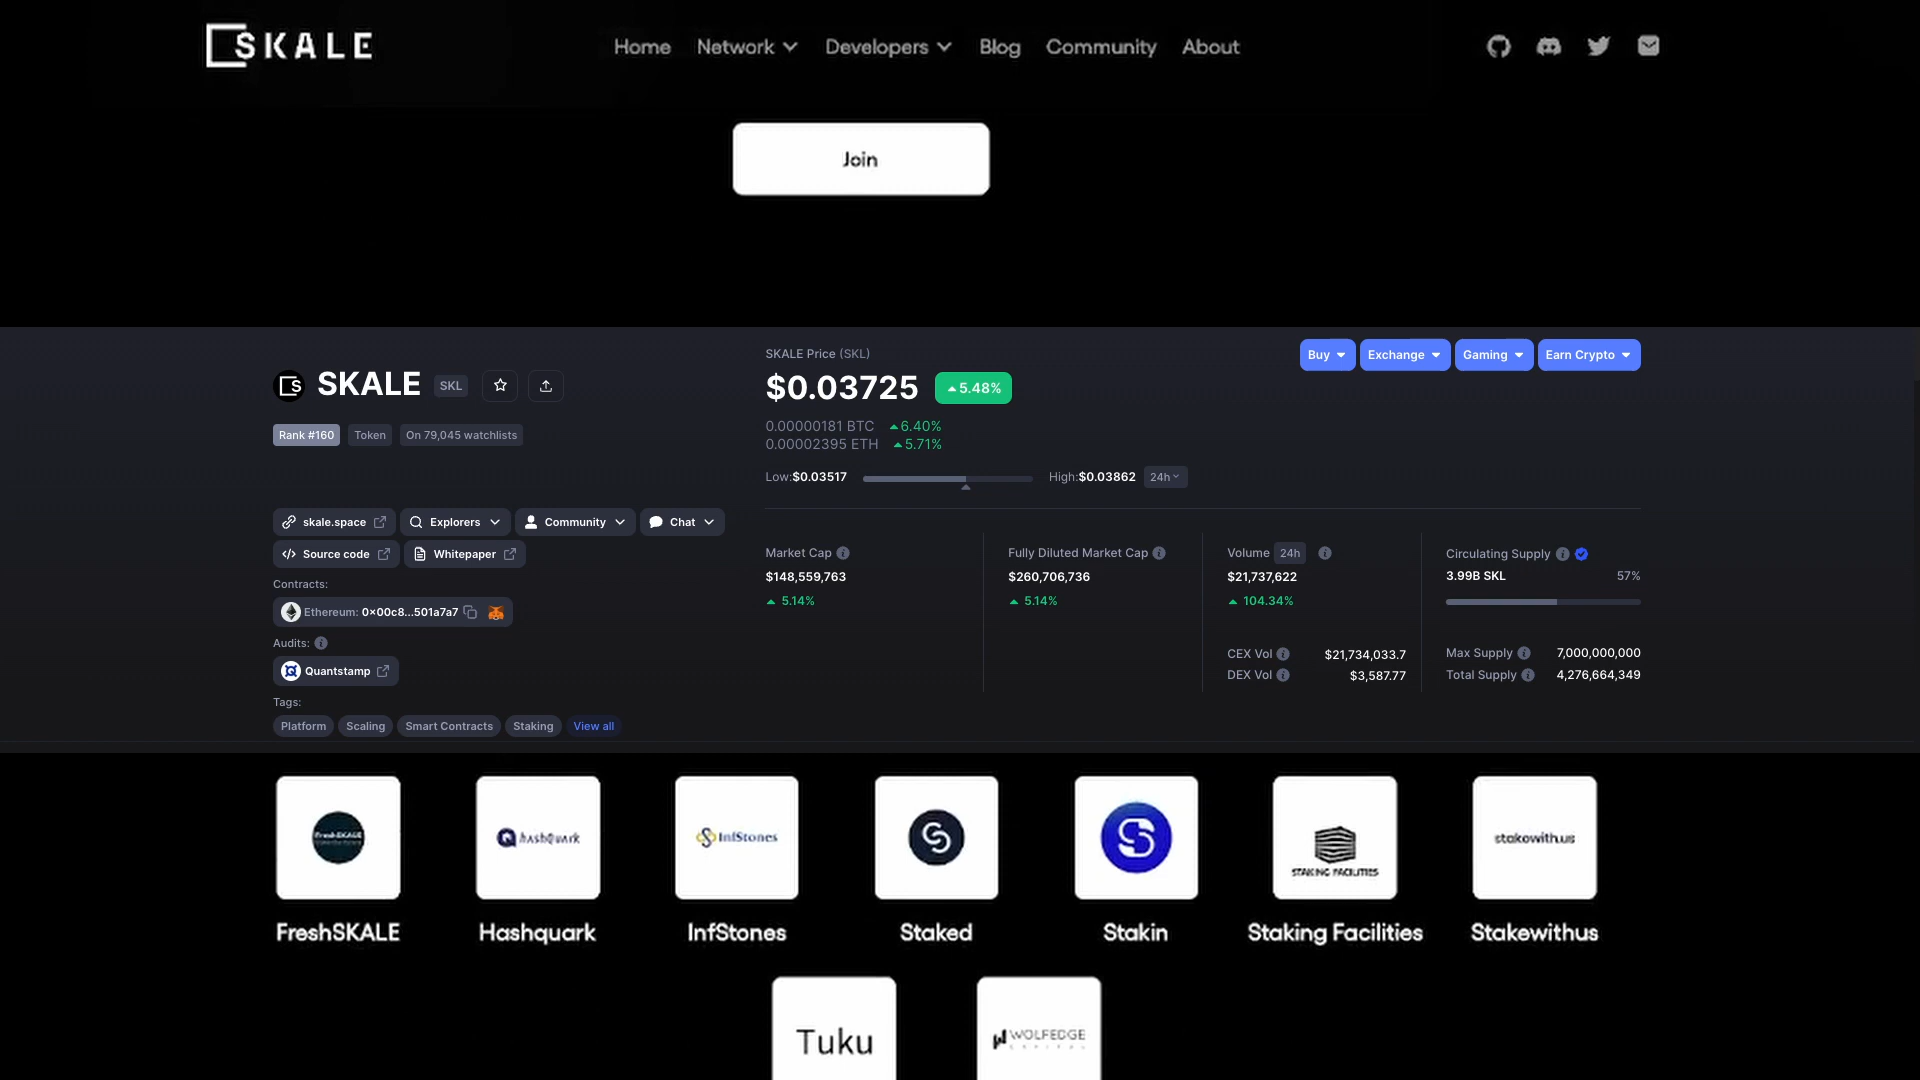 SKALE
Home Network Developers Blog Community About
Join
SKALE SKL
Rank #160 Token On 79,045 watchlists
skale.space Explorers Community Chat
Source code Whitepaper
Contracts:
Ethereum: 0x00c8...501a7a7
Audits:
Quantstamp
Tags:
Platform Scaling Smart Contracts Staking View all
SKALE Price (SKL)
$0.03725 5.48%
0.00000181 BTC 6.40%
0.00002395 ETH 5.71%
Low:$0.03517 High:$0.03862 24h
Buy Exchange Gaming Earn Crypto
Market Cap
$148,559,763
5.14%
Fully Diluted Market Cap
$260,706,736
5.14%
Volume 24h
$21,737,622
104.34%
CEX Vol $21,734,033.7
DEX Vol $3,587.77
Circulating Supply
3.99B SKL 57%
Max Supply 7,000,000,000
Total Supply 4,276,664,349
FreshSKALE hashquark InfStones STAKING FACILITIES stakewith.us
FreshSKALE Hashquark InfStones Staked Stakin Staking Facilities Stakewithus
Tuku WOLFEDGE